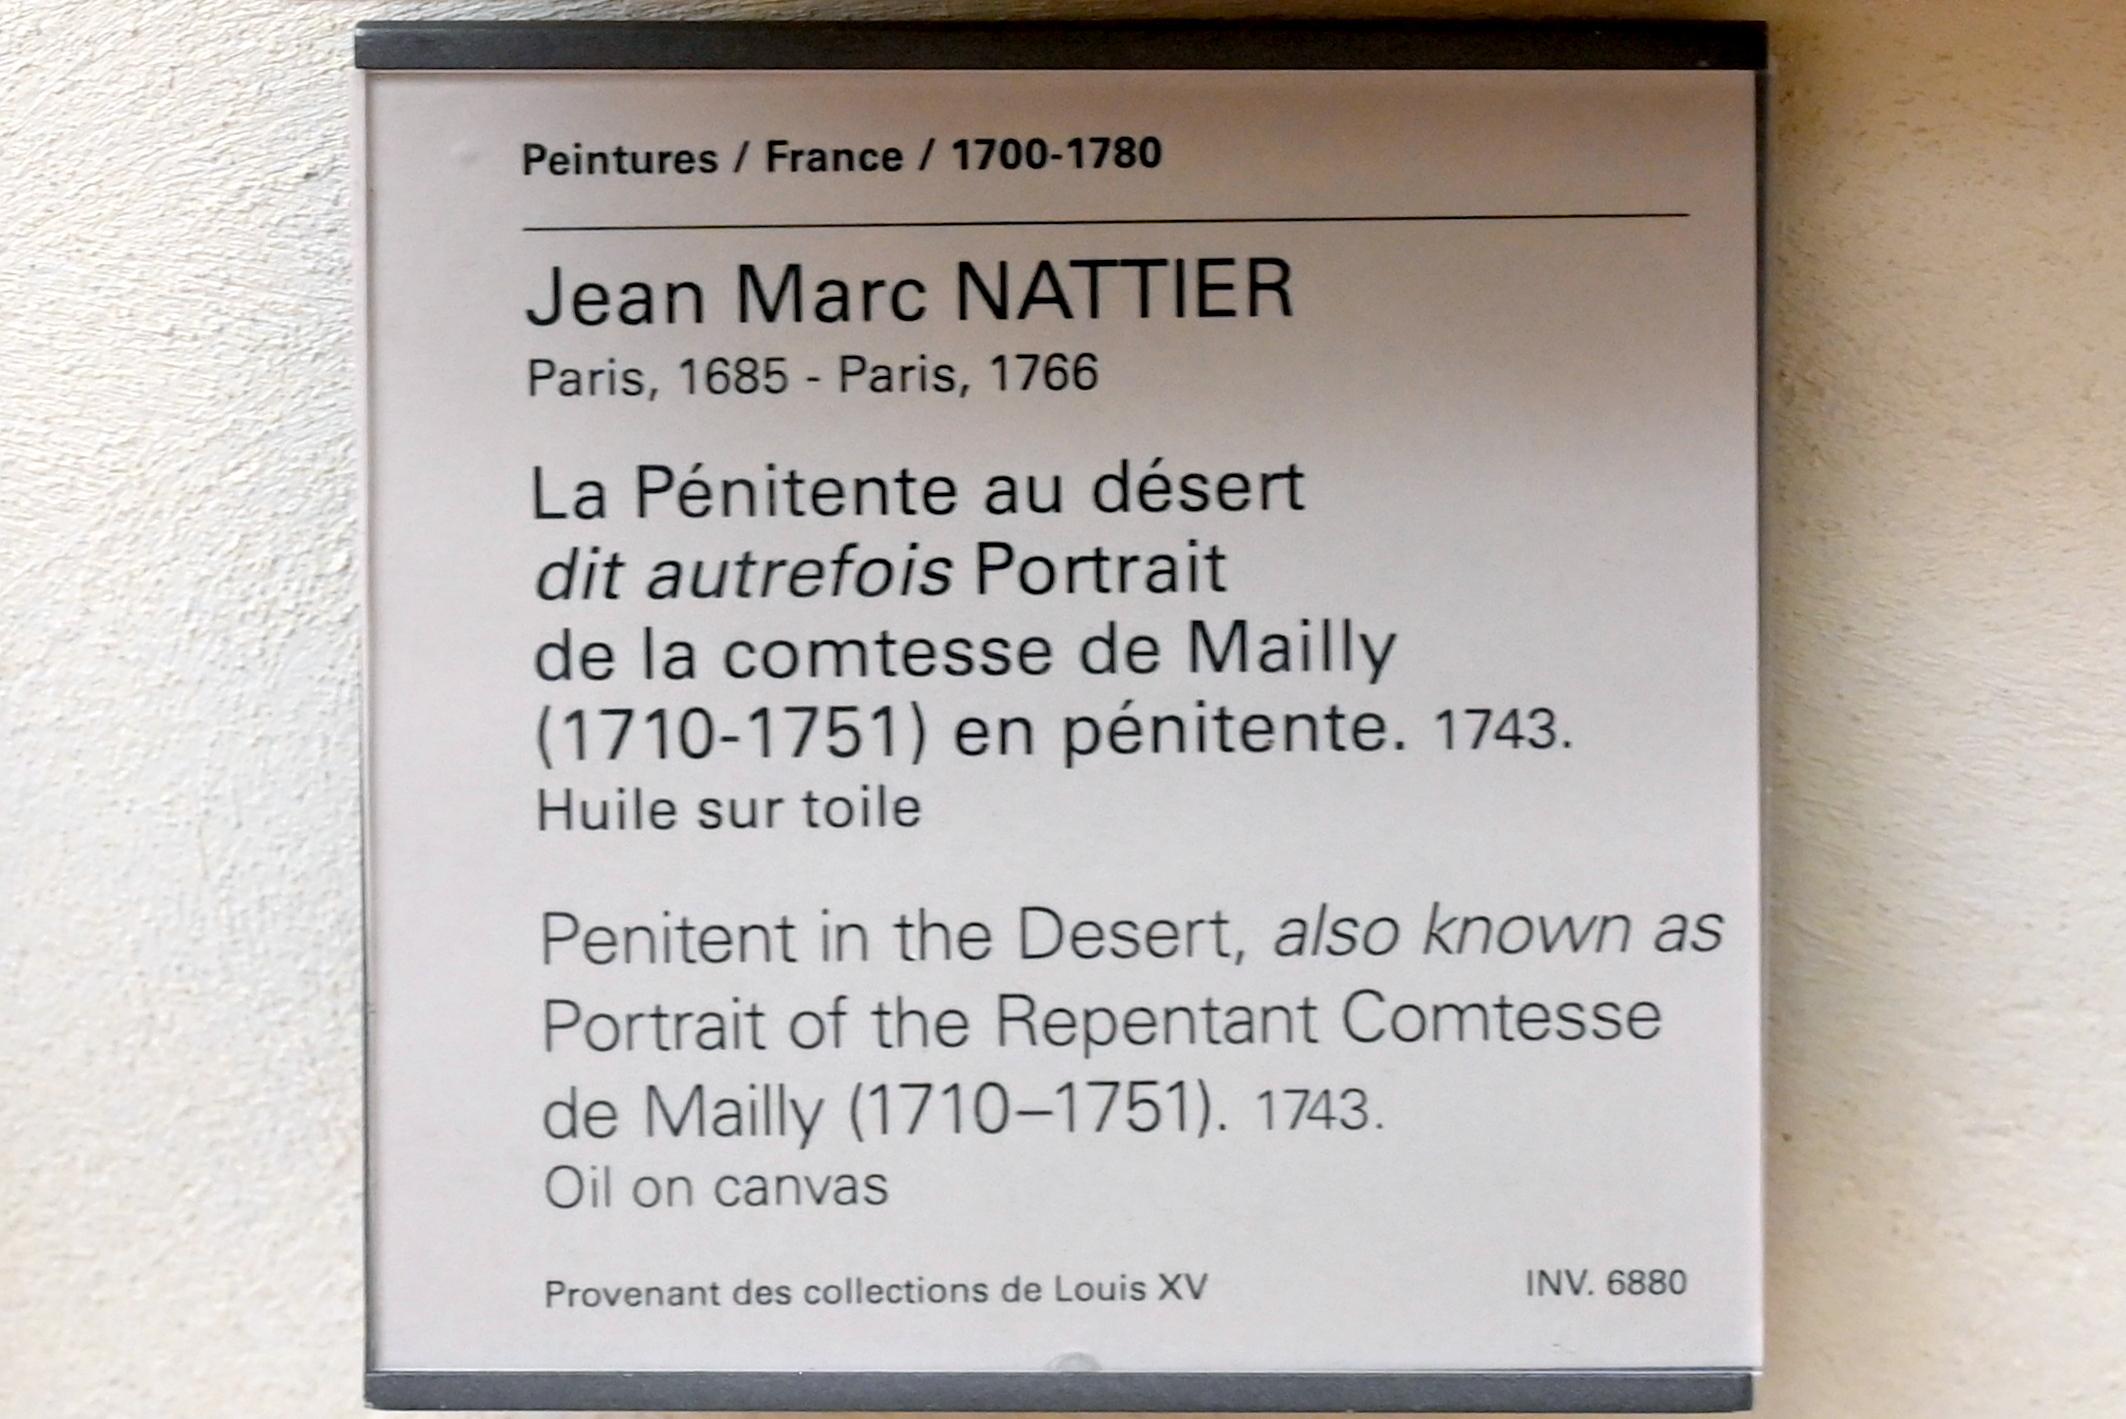 Peintures / France / 1700-1780
Jean Marc NATTIER
Paris, 1685 - Paris, 1766
La Pénitente au désert
dit autrefois Portrait
de la comtesse de Mailly
(1710-1751) en pénitente. 1743.
Huile sur toile
Penitent in the Desert, also known as
Portrait of the Repentant Comtesse
de Mailly (1710–1751). 1743.
Oil on canvas
Provenant des collections de Louis XV INV. 6880